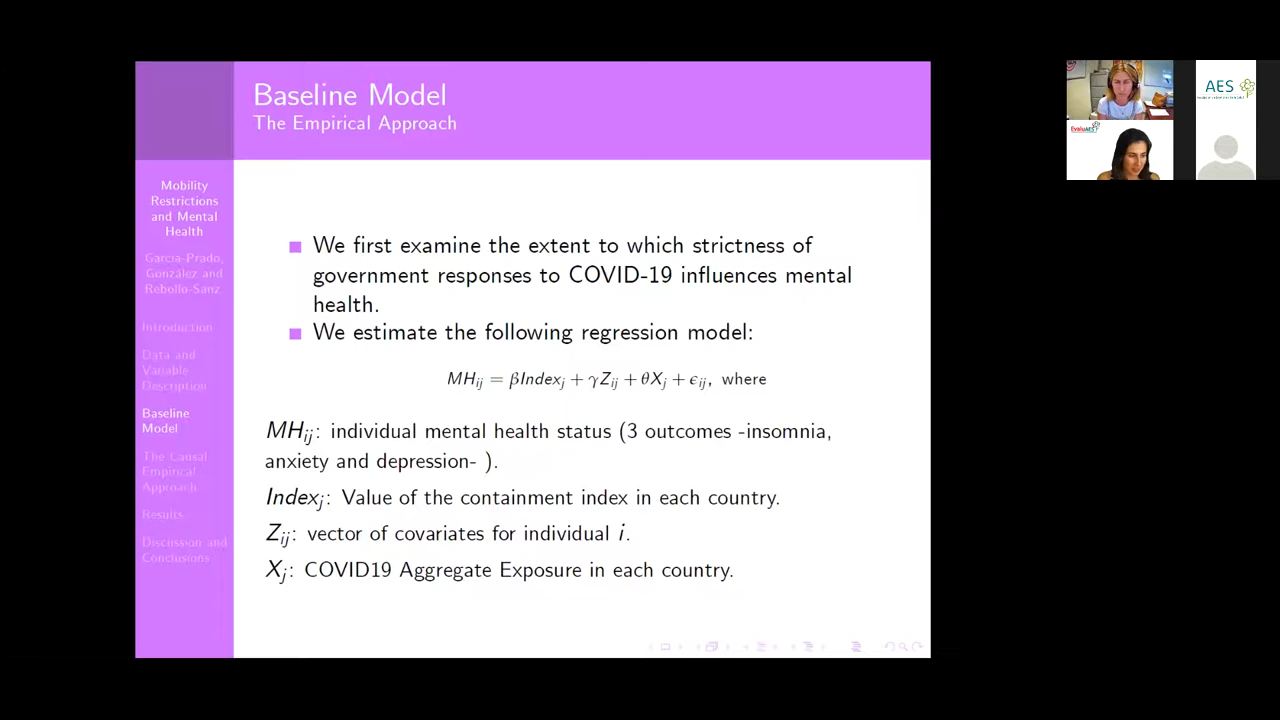 Baseline Model
The Empirical Approach
Mobility
Restrictions
and Mental
Health
García-Prado,
González and
Rebollo-Sanz
Introduction
Data and
Variable
Description
Baseline
Model
The Causal
Empirical
Approach
Results
Discussion and
Conclusions
We first examine the extent to which strictness of
government responses to COVID-19 influences mental
health.
We estimate the following regression model:
MH_ij = βIndex_j + γZ_ij + θX_j + ϵ_ij, where
MH_ij: individual mental health status (3 outcomes -insomnia,
anxiety and depression- ).
Index_j: Value of the containment index in each country.
Z_ij: vector of covariates for individual i.
X_j: COVID19 Aggregate Exposure in each country.
AES
EvaluAES